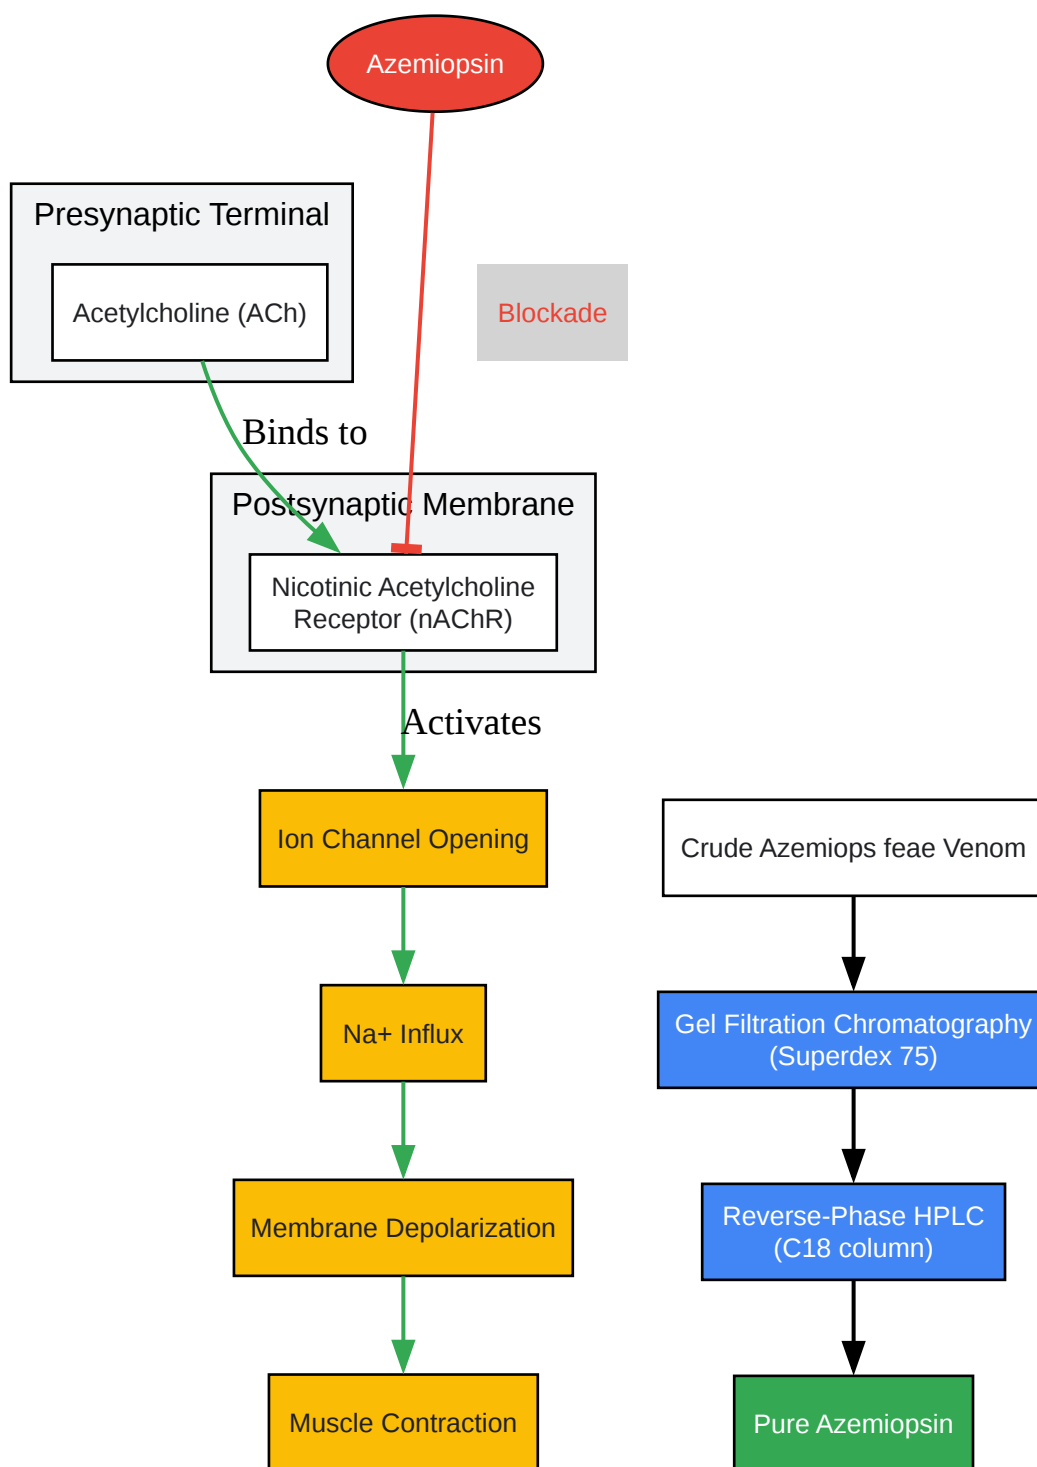 Azemiopsin
Presynaptic Terminal
Acetylcholine (ACh)
Blockade
Binds to
Postsynaptic Membrane
Nicotinic Acetylcholine
Receptor (nAChR)
Activates
Ion Channel Opening
Na+ Influx
Membrane Depolarization
Muscle Contraction
Crude Azemiops feae Venom
Gel Filtration Chromatography
(Superdex 75)
Reverse-Phase HPLC
(C18 column)
Pure Azemiopsin